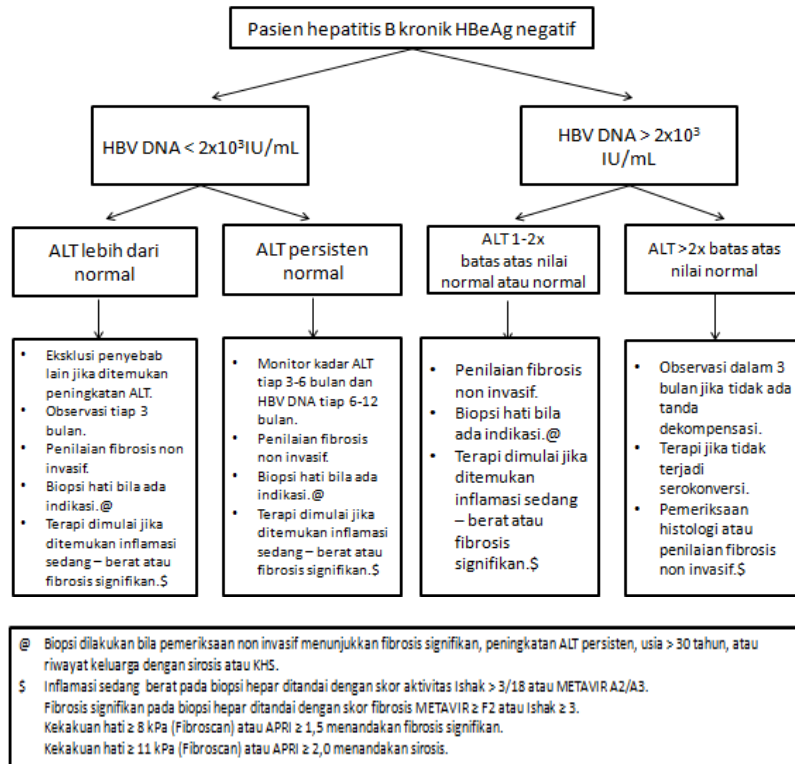 Pasien hepatitis B kronik HBeAg negatif
HBV DNA < 2x10³IU/mL
HBV DNA > 2x10³
IU/mL
ALT lebih dari
normal
ALT persisten
normal
ALT 1-2x
batas atas nilai
normal atau normal
ALT >2x batas atas
nilai normal
• Eksklusi penyebab
lain jika ditemukan
peningkatan ALT.
• Observasi tiap 3
bulan.
• Penilaian fibrosis non
invasif.
• Biopsi hati bila ada
indikasi.@
• Terapi dimulai jika
ditemukan inflamasi
sedang – berat atau
fibrosis signifikan.$
• Monitor kadar ALT
tiap 3-6 bulan dan
HBV DNA tiap 6-12
bulan.
• Penilaian fibrosis
non invasif.
• Biopsi hati bila ada
indikasi.@
• Terapi dimulai jika
ditemukan inflamasi
sedang – berat atau
fibrosis signifikan.$
• Penilaian fibrosis
non invasif.
• Biopsi hati bila
ada indikasi.@
• Terapi dimulai jika
ditemukan
inflamasi sedang
– berat atau
fibrosis
signifikan.$
• Observasi dalam 3
bulan jika tidak ada
tanda
dekompensasi.
• Terapi jika tidak
terjadi
serokonversi.
• Pemeriksaan
histologi atau
penilaian fibrosis
non invasif.$
@ Biopsi dilakukan bila pemeriksaan non invasif menunjukkan fibrosis signifikan, peningkatan ALT persisten, usia > 30 tahun, atau
riwayat keluarga dengan sirosis atau KHS.
$ Inflamasi sedang berat pada biopsi hepar ditandai dengan skor aktivitas Ishak > 3/18 atau METAVIR A2/A3.
Fibrosis signifikan pada biopsi hepar ditandai dengan skor fibrosis METAVIR ≥ F2 atau Ishak ≥ 3.
Kekakuan hati ≥ 8 kPa (Fibroscan) atau APRI ≥ 1,5 menandakan fibrosis signifikan.
Kekakuan hati ≥ 11 kPa (Fibroscan) atau APRI ≥ 2,0 menandakan sirosis.